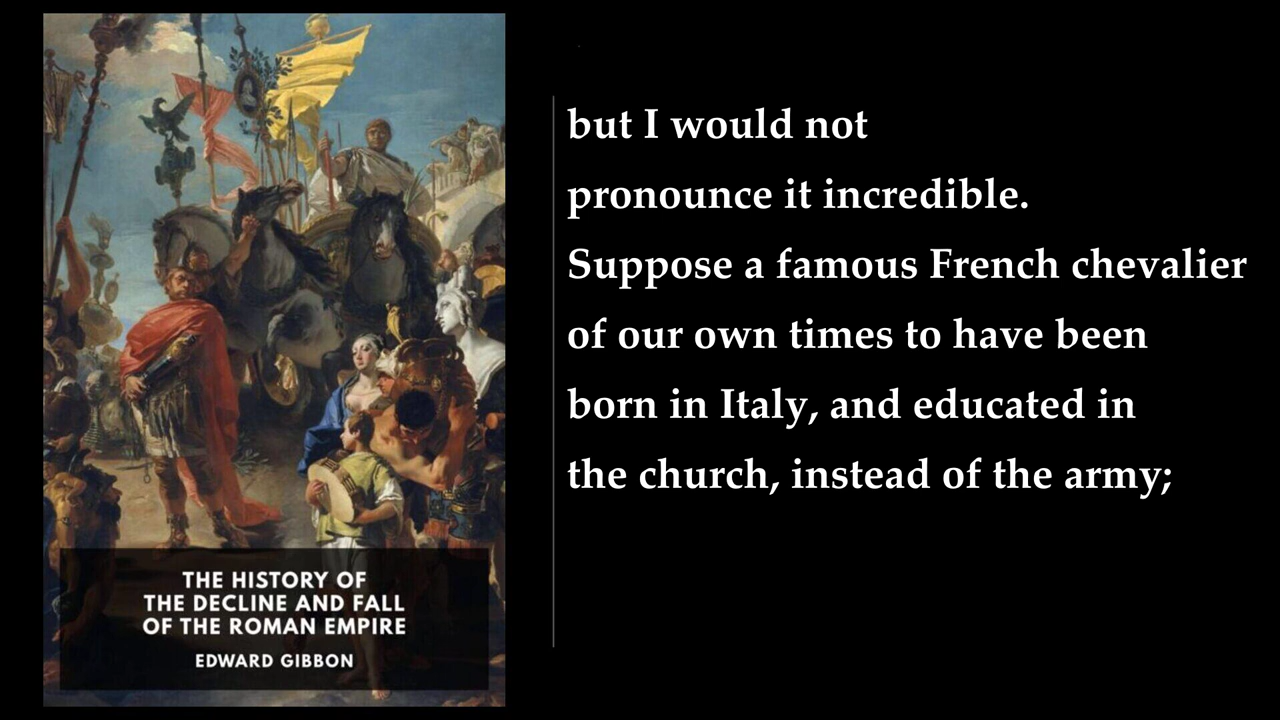 THE HISTORY OF
THE DECLINE AND FALL
OF THE ROMAN EMPIRE
EDWARD GIBBON
but I would not
pronounce it incredible.
Suppose a famous French chevalier
of our own times to have been
born in Italy, and educated in
the church, instead of the army;